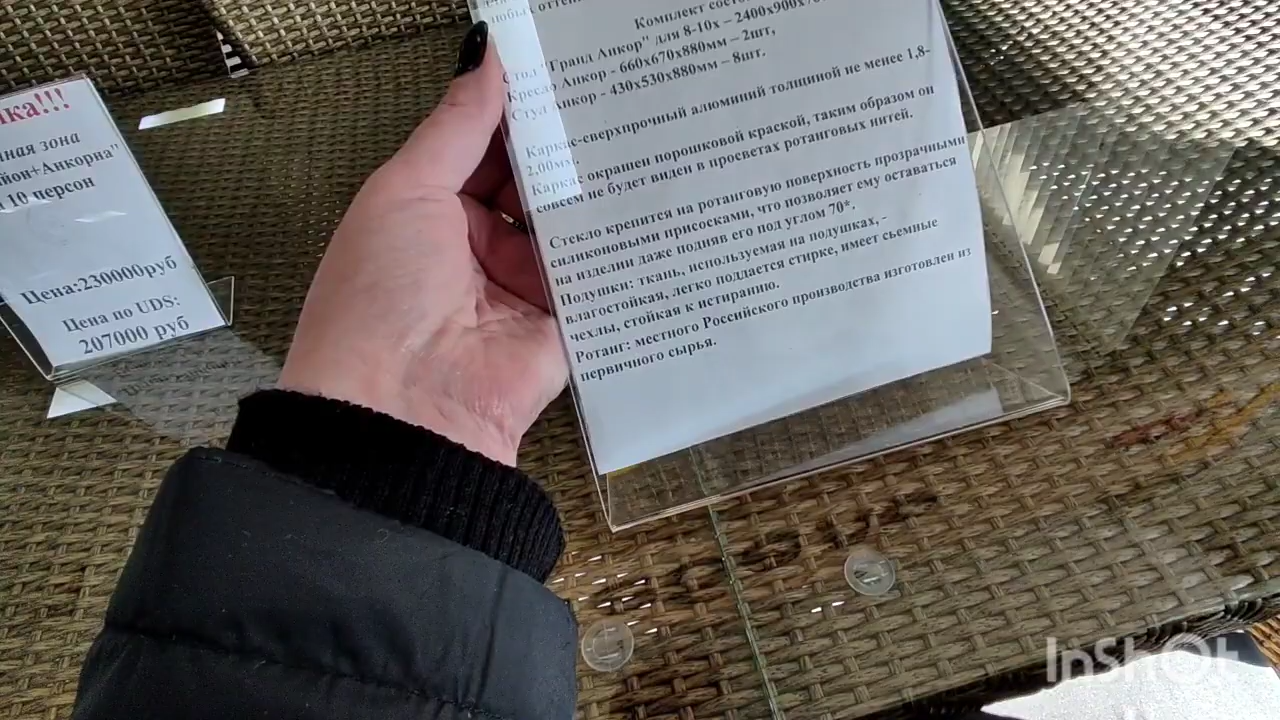 ка!!!
нная зона
йон+Анкорна"
10 персон
Цена:230000руб
Цена по UDS:
207000 руб
Комплект состо
Стол "Гранд Анкор" для 8-10х – 2400х900х7
Кресло Анкор - 660х670х880мм – 2шт,
Стул Анкор - 430х530х880мм – 8шт.
Каркас-сверхпрочный алюминий толщиной не менее 1,8-
2,00мм.
Каркас окрашен порошковой краской, таким образом он
совсем не будет виден в просветах ротанговых нитей.
Стекло крепится на ротанговую поверхность прозрачными
силиконовыми присосками, что позволяет ему оставаться
на изделии даже подняв его под углом 70*.
Подушки: ткань, используемая на подушках, -
влагостойкая, легко поддается стирке, имеет съемные
чехлы, стойкая к истиранию.
Ротанг: местного Российского производства изготовлен из
первичного сырья.
InShOt